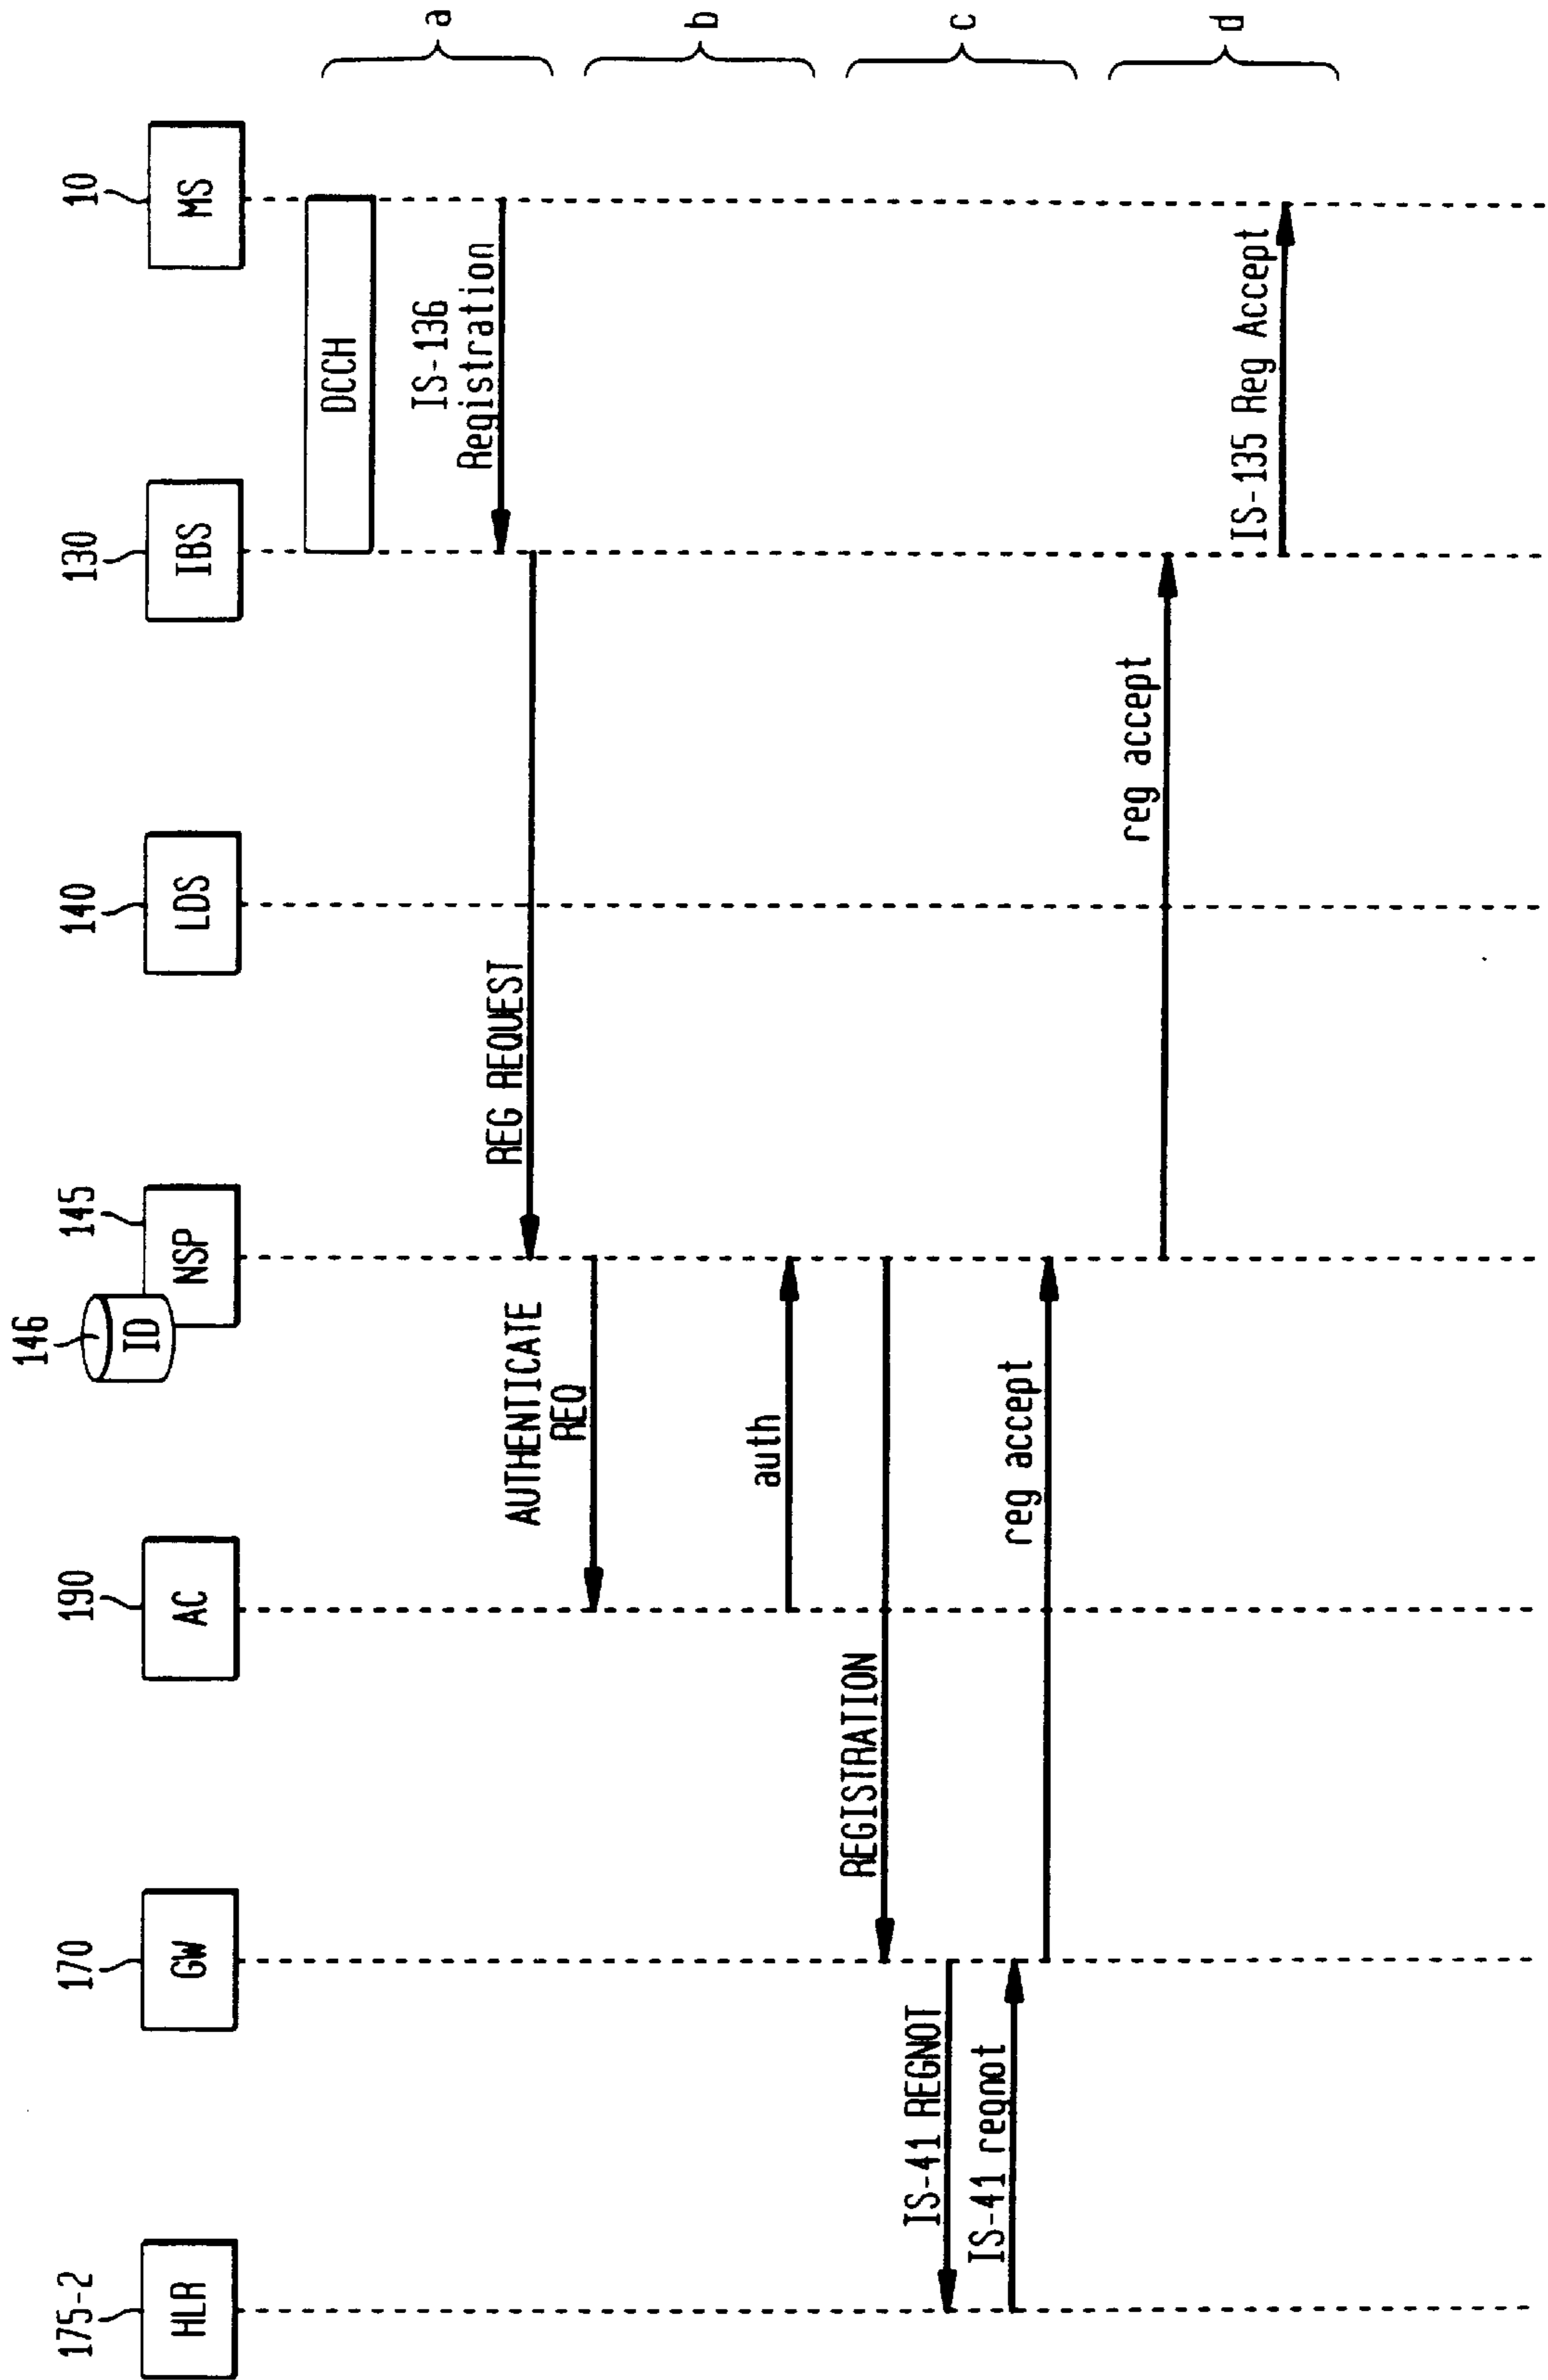 175-2
170
190
146
145
140
130
10
HLR
GW
AC
ID
NSP
LDS
IBS
MS
DCCH
a
IS-136
Registration
REG REQUEST
AUTHENTICATE
REQ
b
auth
REGISTRATION
c
IS-41 REGNOT
IS-41 regnot
reg accept
reg accept
d
IS-135 Reg Accept